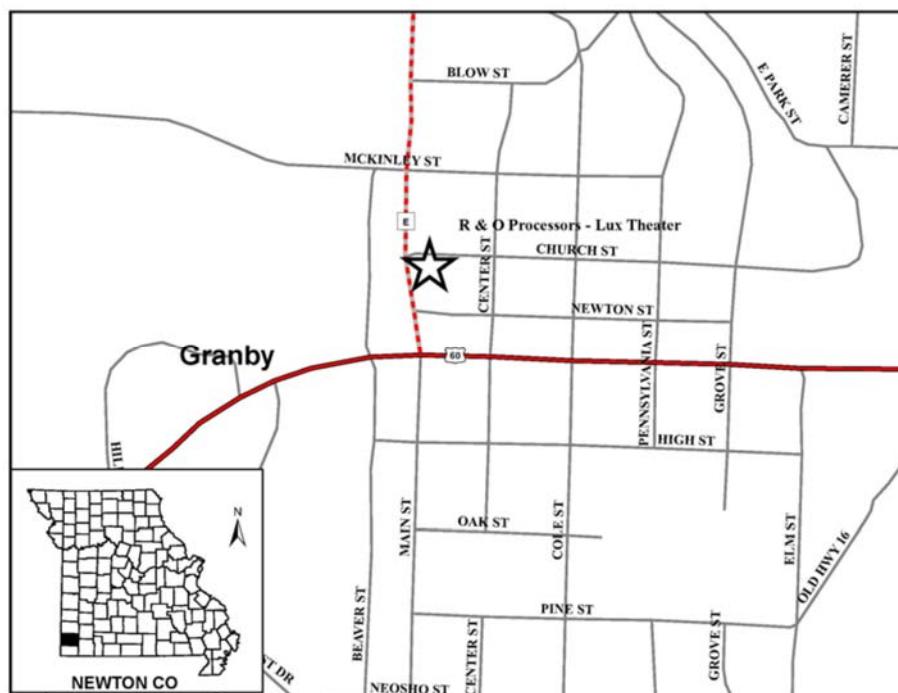 BLOW ST
E PARK ST
CAMERER ST
MCKINLEY ST
E
R & O Processors - Lux Theater
CENTER ST
CHURCH ST
NEWTON ST
Granby
60
PENNSYLVANIA ST
GROVE ST
HIGH ST
MAIN ST
OAK ST
COLE ST
ELM ST
OLD HWY 16
BEAVER ST
PINE ST
CENTER ST
GROVE ST
N
NEWTON CO
ST DR
NEOSHO ST